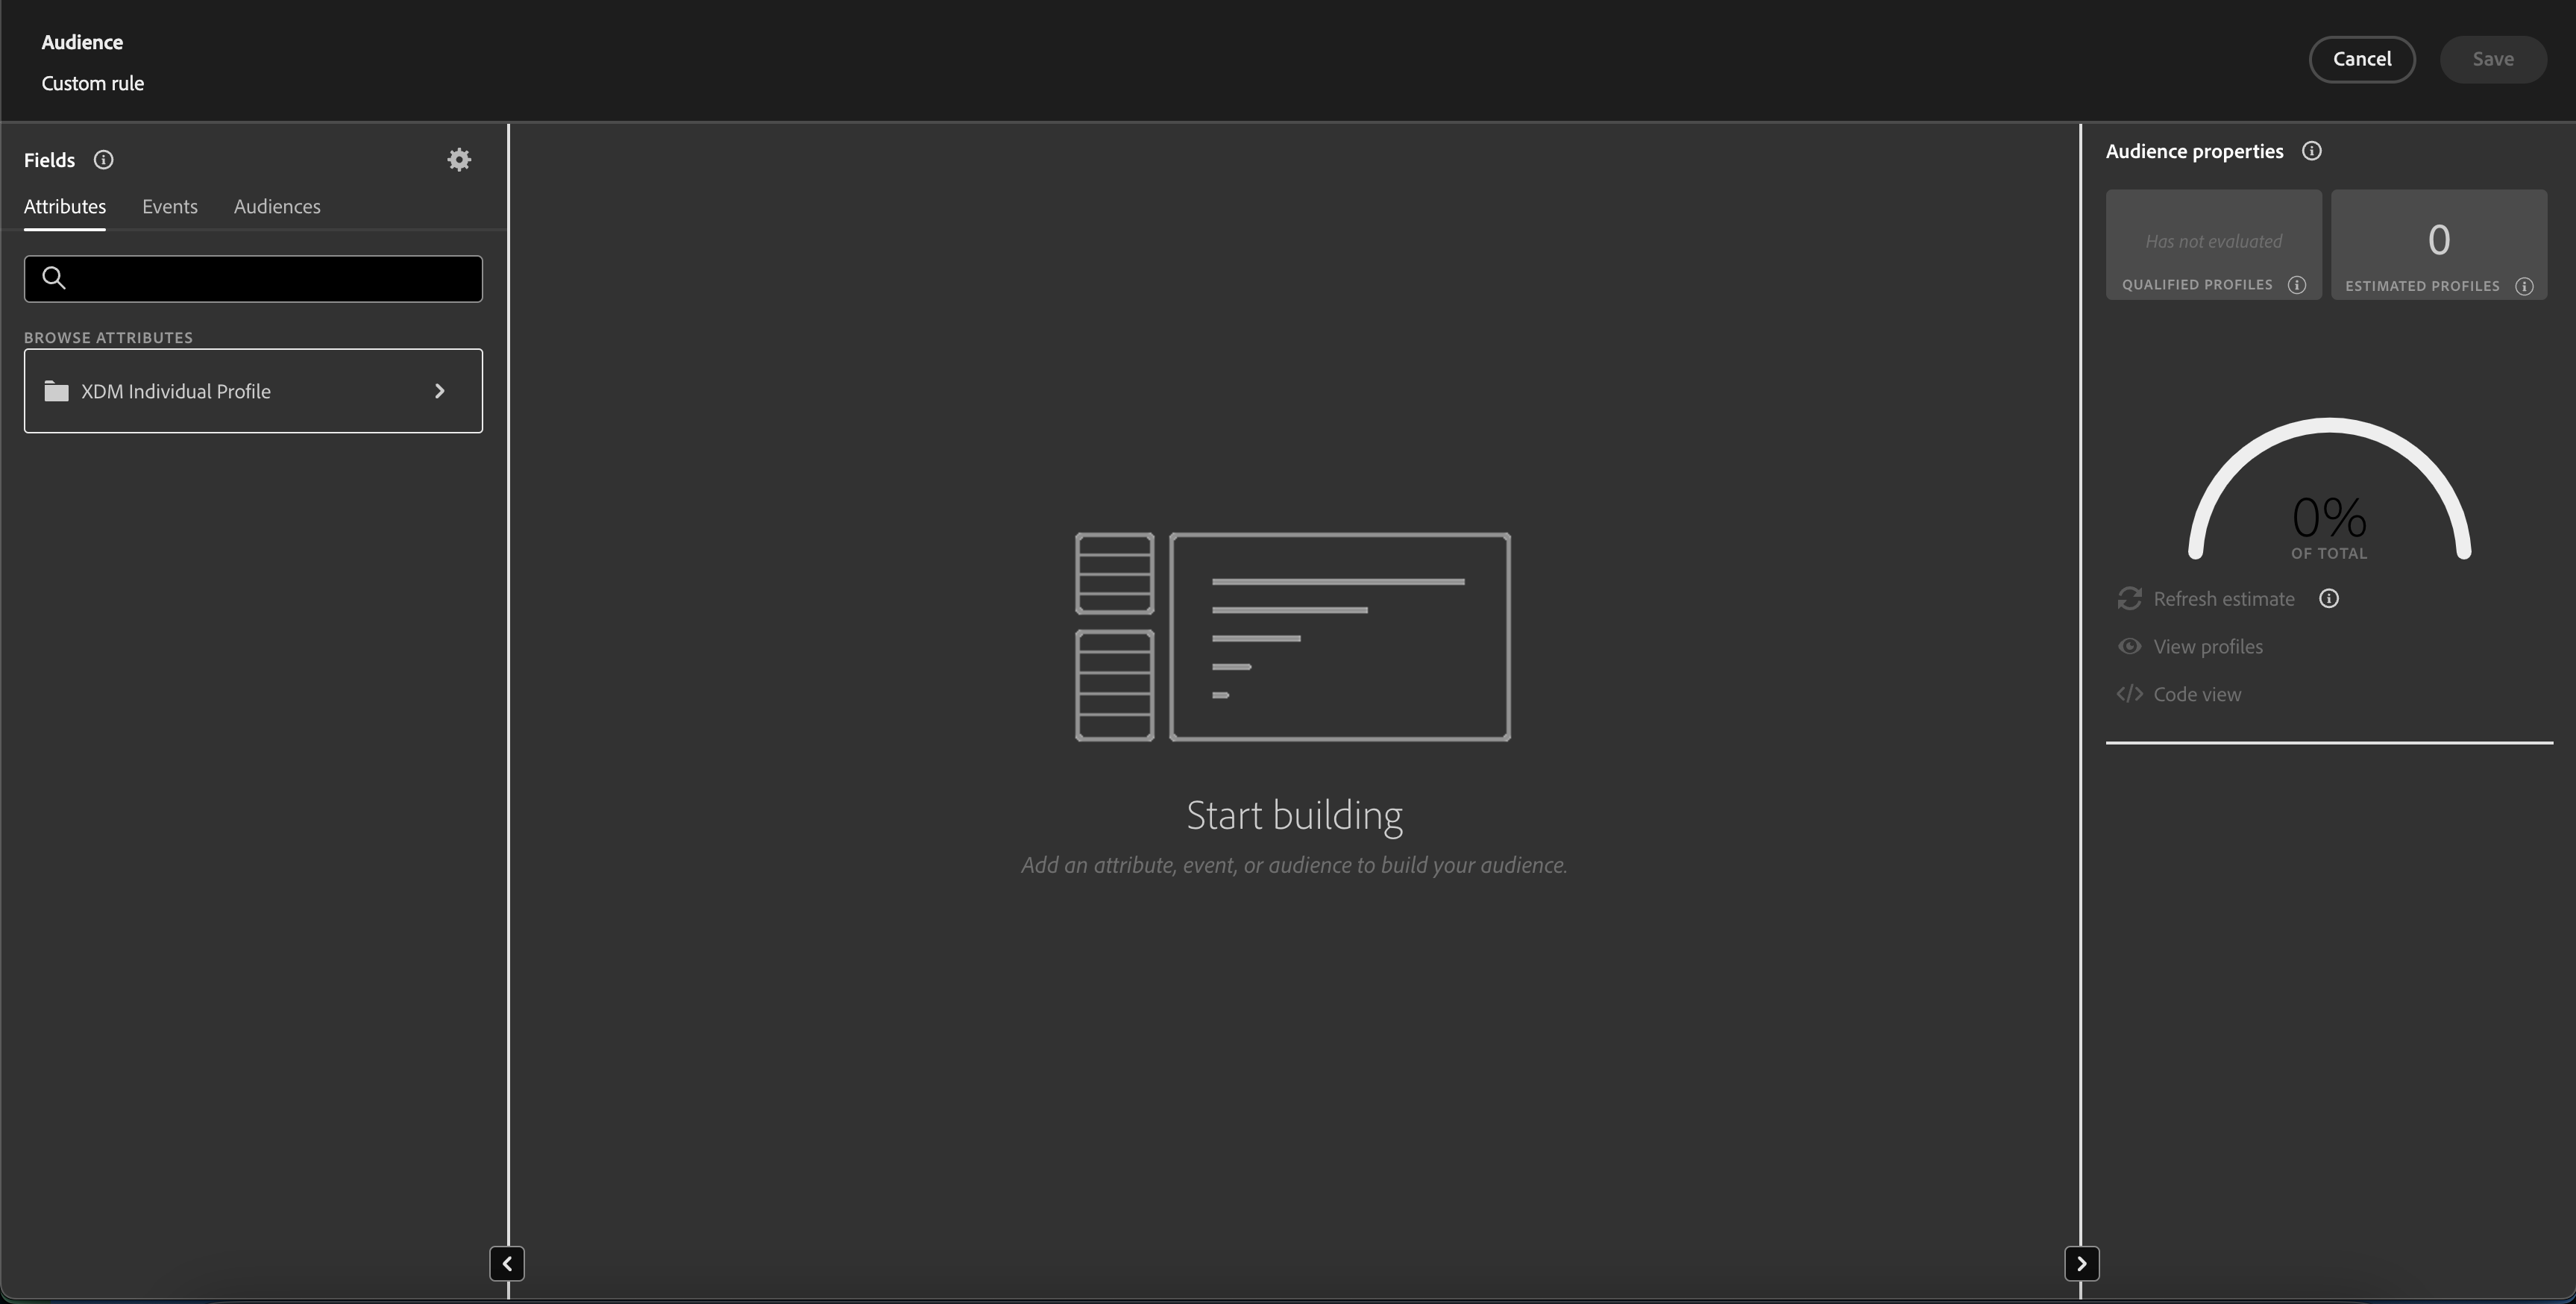 Audience
Custom rule
Cancel
Save
Fields
Attributes
Events
Audiences
BROWSE ATTRIBUTES
XDM Individual Profile
Start building
Add an attribute, event, or audience to build your audience.
Audience properties
Has not evaluated
QUALIFIED PROFILES
0
ESTIMATED PROFILES
0%
OF TOTAL
Refresh estimate
View profiles
Code view